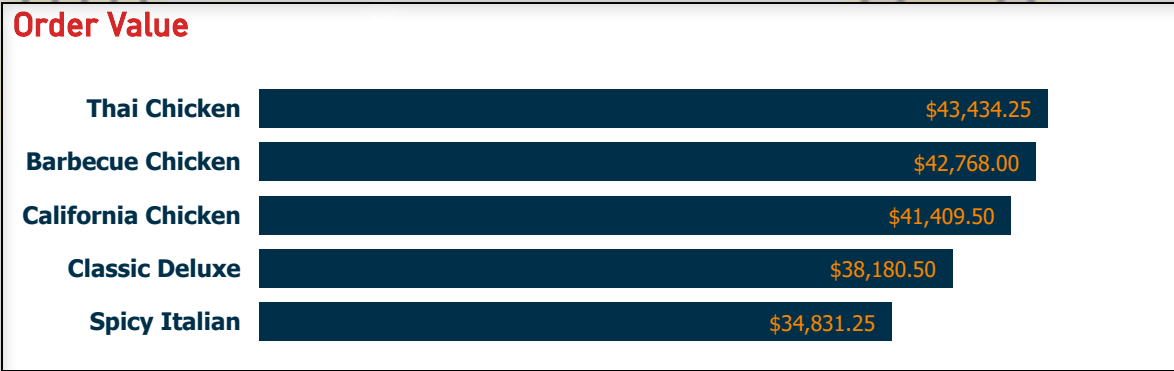 Order Value
Thai Chicken $43,434.25
Barbecue Chicken $42,768.00
California Chicken $41,409.50
Classic Deluxe $38,180.50
Spicy Italian $34,831.25